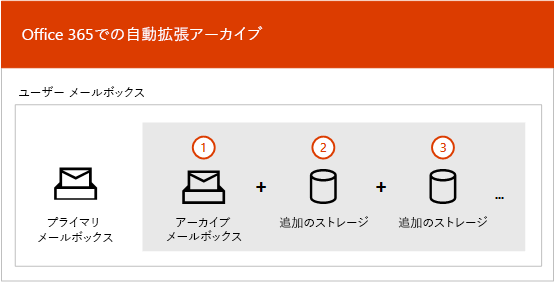 Office 365での自動拡張アーカイブ
ユーザー メールボックス
1
2
3
+
+
...
プライマリ
メールボックス
アーカイブ
メールボックス
追加のストレージ
追加のストレージ